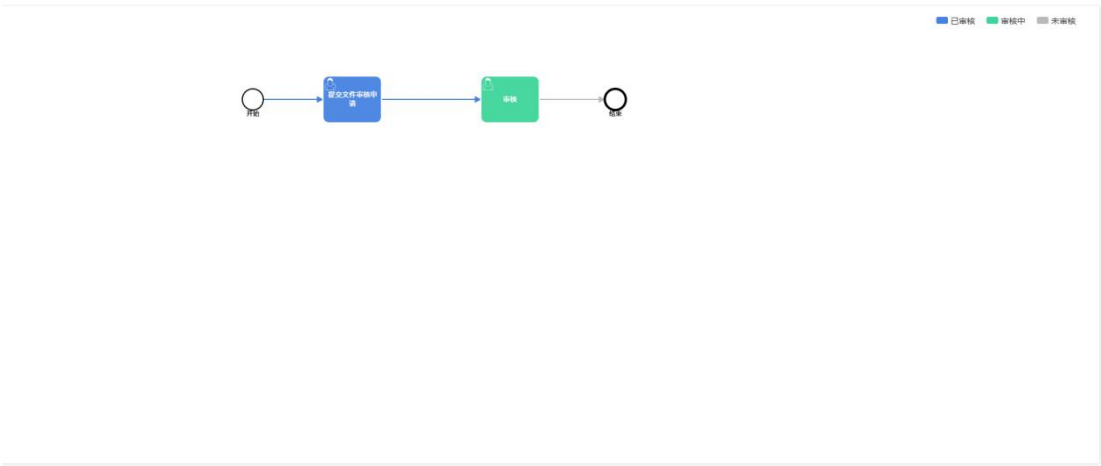 已审核 审核中 未审核
提交文件审核申
请
审核
开始
结束